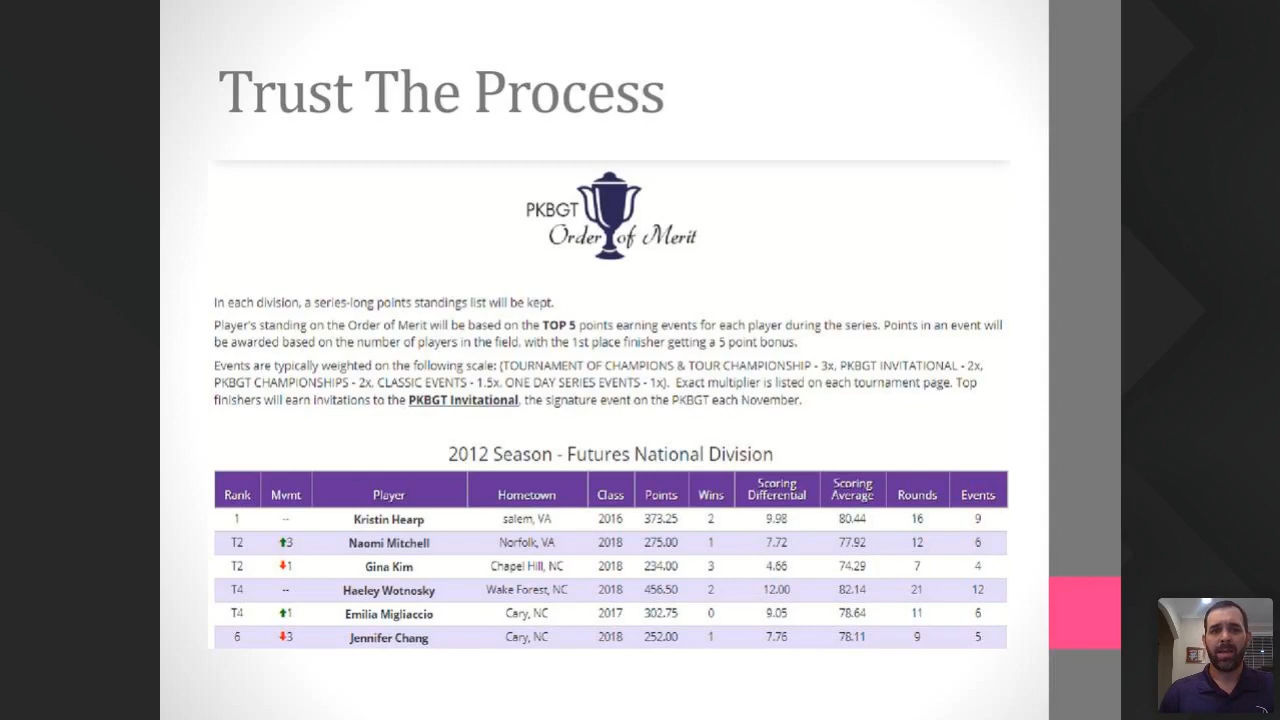 Trust The Process
PKBGT
Order of Merit
In each division, a series-long points standings list will be kept.
Player's standing on the Order of Merit will be based on the TOP 5 points earning events for each player during the series. Points in an event will
be awarded based on the number of players in the field, with the 1st place finisher getting a 5 point bonus.
Events are typically weighted on the following scale: (TOURNAMENT OF CHAMPIONS & TOUR CHAMPIONSHIP - 3x, PKBGT INVITATIONAL - 2x,
PKBGT CHAMPIONSHIPS - 2x, CLASSIC EVENTS - 1.5x. ONE DAY SERIES EVENTS - 1x). Exact multiplier is listed on each tournament page. Top
finishers will earn invitations to the PKBGT Invitational, the signature event on the PKBGT each November.
2012 Season - Futures National Division
Rank Mvmt Player Hometown Class Points Wins Scoring Differential Scoring Average Rounds Events
1 -- Kristin Hearp salem, VA 2016 373.25 2 9.98 80.44 16 9
T2 3 Naomi Mitchell Norfolk, VA 2018 275.00 1 7.72 77.92 12 6
T2 1 Gina Kim Chapel Hill, NC 2018 234.00 3 4.66 74.29 7 4
T4 -- Haeley Wotnosky Wake Forest, NC 2018 456.50 2 12.00 82.14 21 12
T4 1 Emilia Migliaccio Cary, NC 2017 302.75 0 9.05 78.64 11 6
6 3 Jennifer Chang Cary, NC 2018 252.00 1 7.76 78.11 9 5